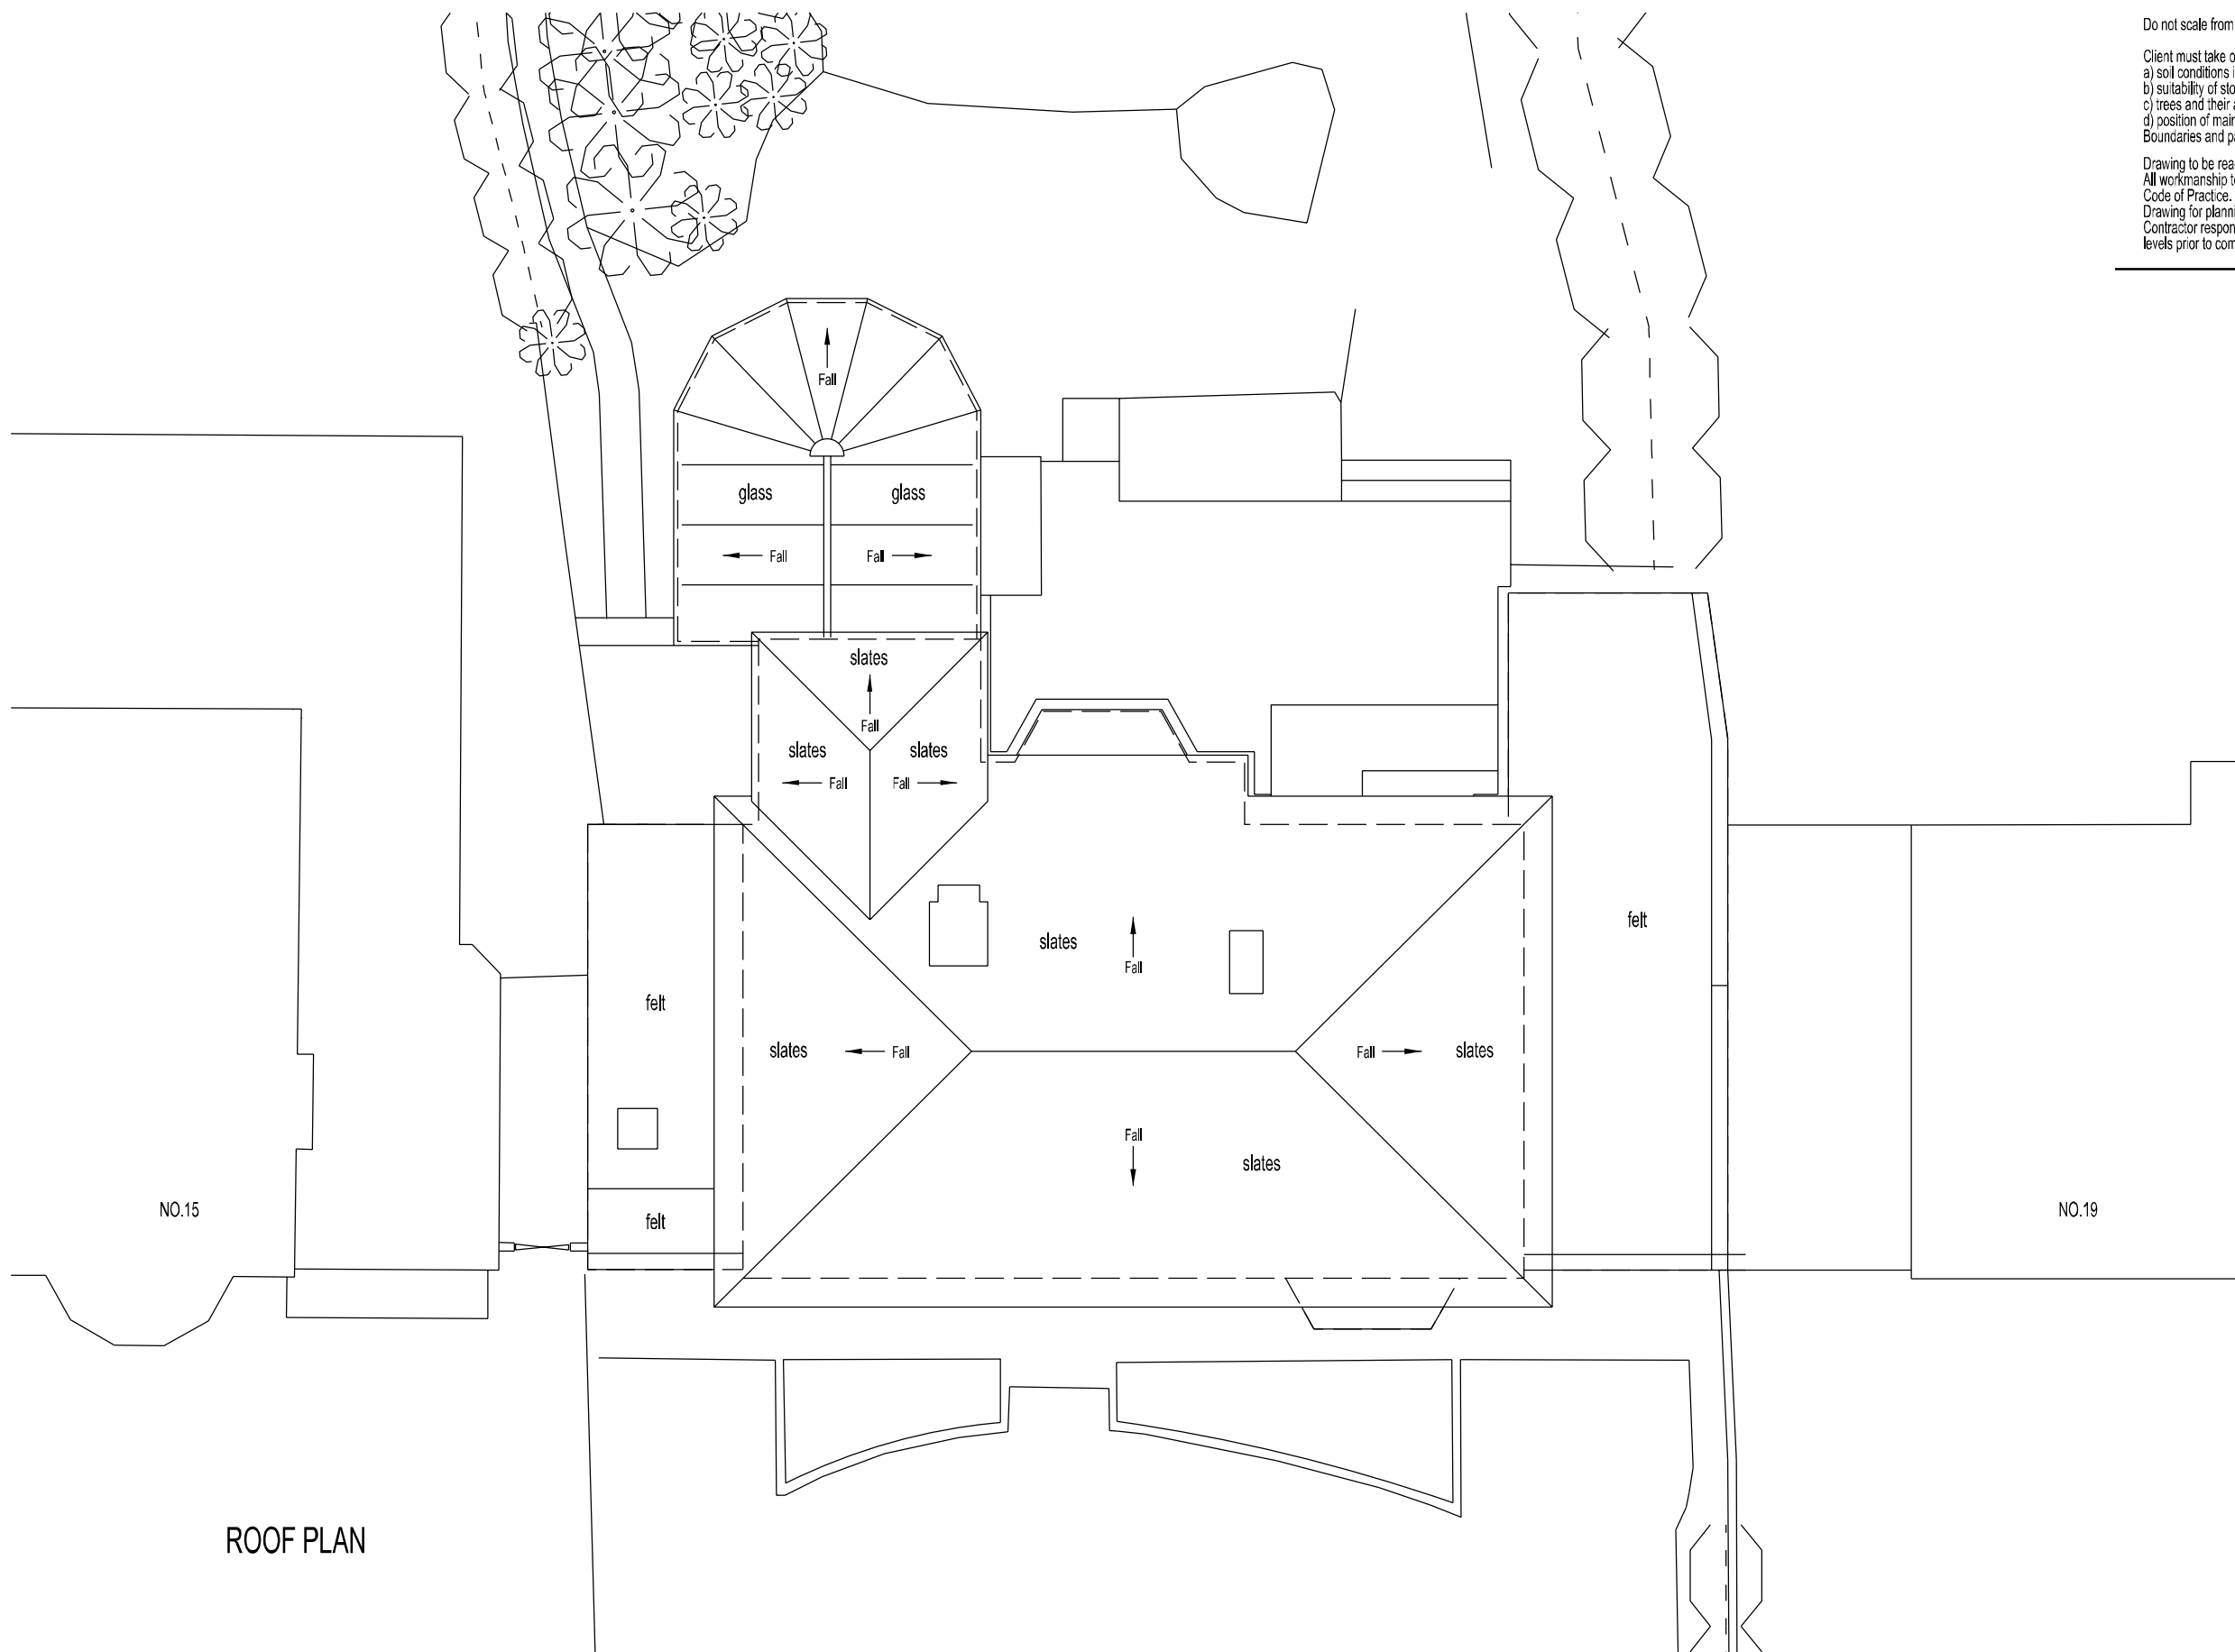 Do not scale from
Client must take o
a) soil conditions i
b) suitability of sto
c) trees and their a
d) position of main
Boundaries and pa
Drawing to be rea
All workmanship to
Code of Practice.
Drawing for planni
Contractor respon
levels prior to com
Fall
glass glass
Fall Fall
slates
Fall
slates slates
Fall Fall
felt
slates
Fall
felt
slates Fall
Fall slates
Fall
slates
NO.15
felt
NO.19
ROOF PLAN